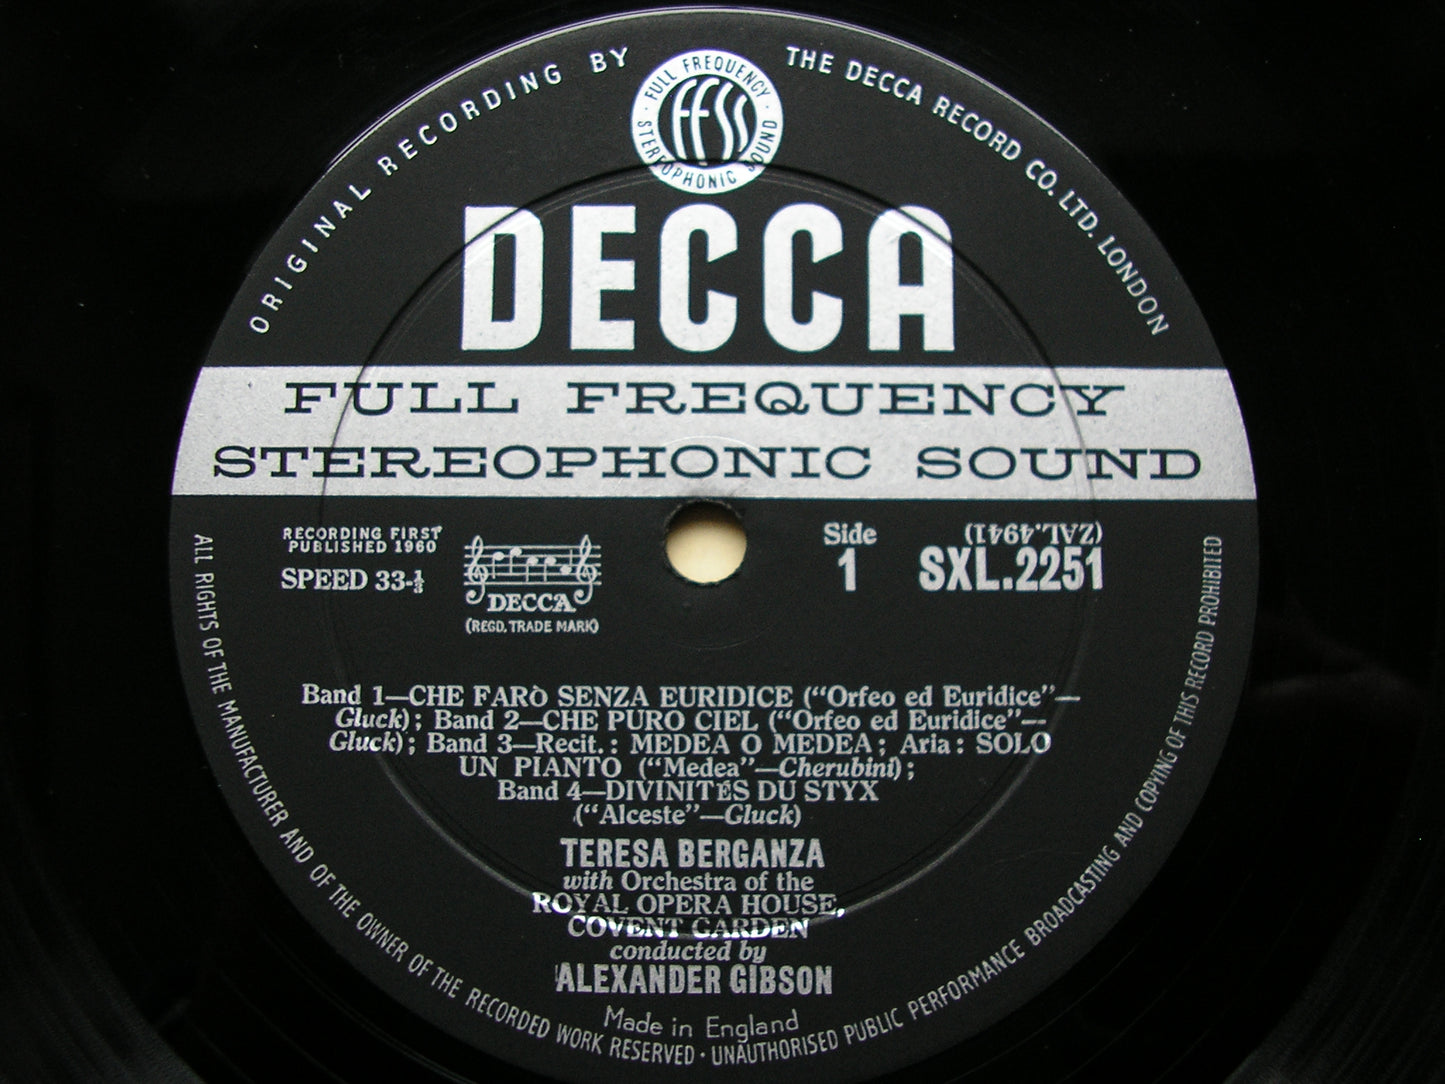 ORIGINAL RECORDING BY THE DECCA RECORD CO. LTD. LONDON
· FULL FREQUENCY · STEREOPHONIC SOUND
FFSS
DECCA
FULL FREQUENCY
STEREOPHONIC SOUND
RECORDING FIRST
PUBLISHED 1960
SPEED 33-⅓
DECCA
(REGD. TRADE MARK)
Side
1
(ZAL.4941)
SXL.2251
Band 1—CHE FARÒ SENZA EURIDICE ("Orfeo ed Euridice"—
Gluck); Band 2—CHE PURO CIEL ("Orfeo ed Euridice"—
Gluck); Band 3—Recit.: MEDEA O MEDEA; Aria: SOLO
UN PIANTO ("Medea"—Cherubini);
Band 4—DIVINITES DU STYX
("Alceste"—Gluck)
TERESA BERGANZA
with Orchestra of the
ROYAL OPERA HOUSE,
COVENT GARDEN
conducted by
ALEXANDER GIBSON
Made in England
ALL RIGHTS OF THE MANUFACTURER AND OF THE OWNER OF THE RECORDED WORK RESERVED · UNAUTHORISED PUBLIC PERFORMANCE BROADCASTING AND COPYING OF THIS RECORD PROHIBITED